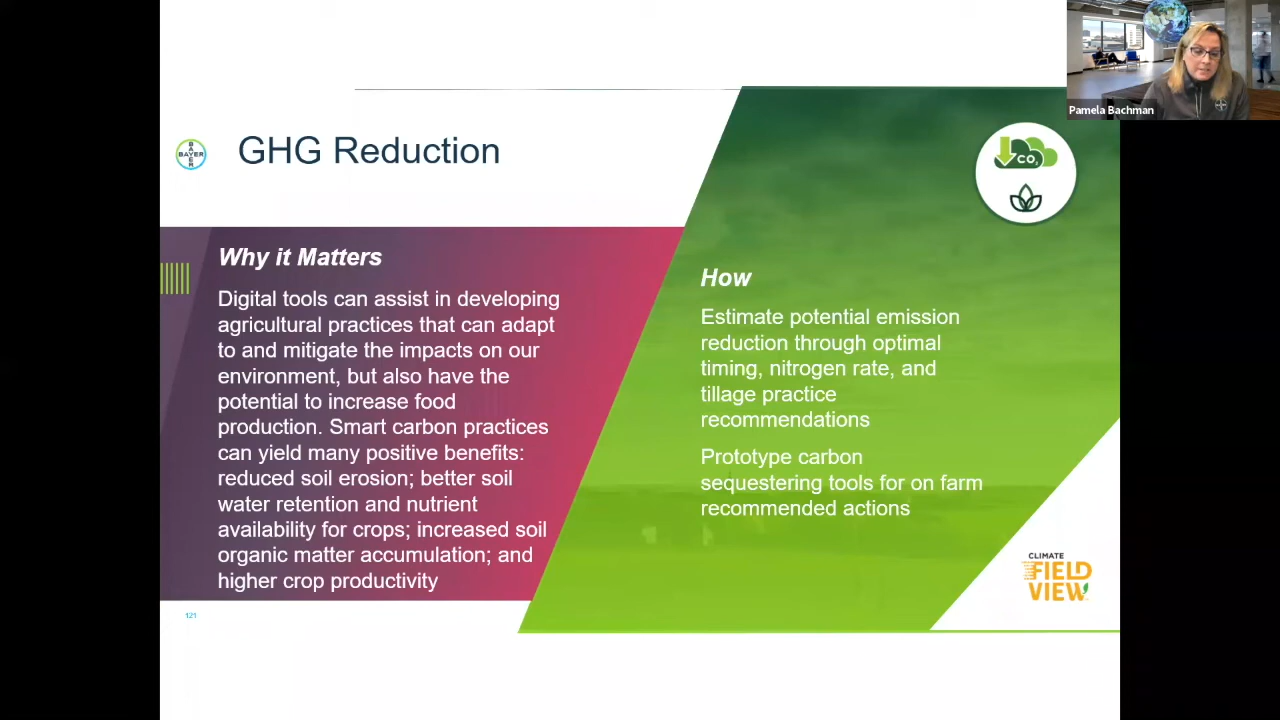 Pamela Bachman
BAYER
BAYER
GHG Reduction
CO₂
Why it Matters
Digital tools can assist in developing
agricultural practices that can adapt
to and mitigate the impacts on our
environment, but also have the
potential to increase food
production. Smart carbon practices
can yield many positive benefits:
reduced soil erosion; better soil
water retention and nutrient
availability for crops; increased soil
organic matter accumulation; and
higher crop productivity
How
Estimate potential emission
reduction through optimal
timing, nitrogen rate, and
tillage practice
recommendations
Prototype carbon
sequestering tools for on farm
recommended actions
CLIMATE
FIELD
VIEW
121